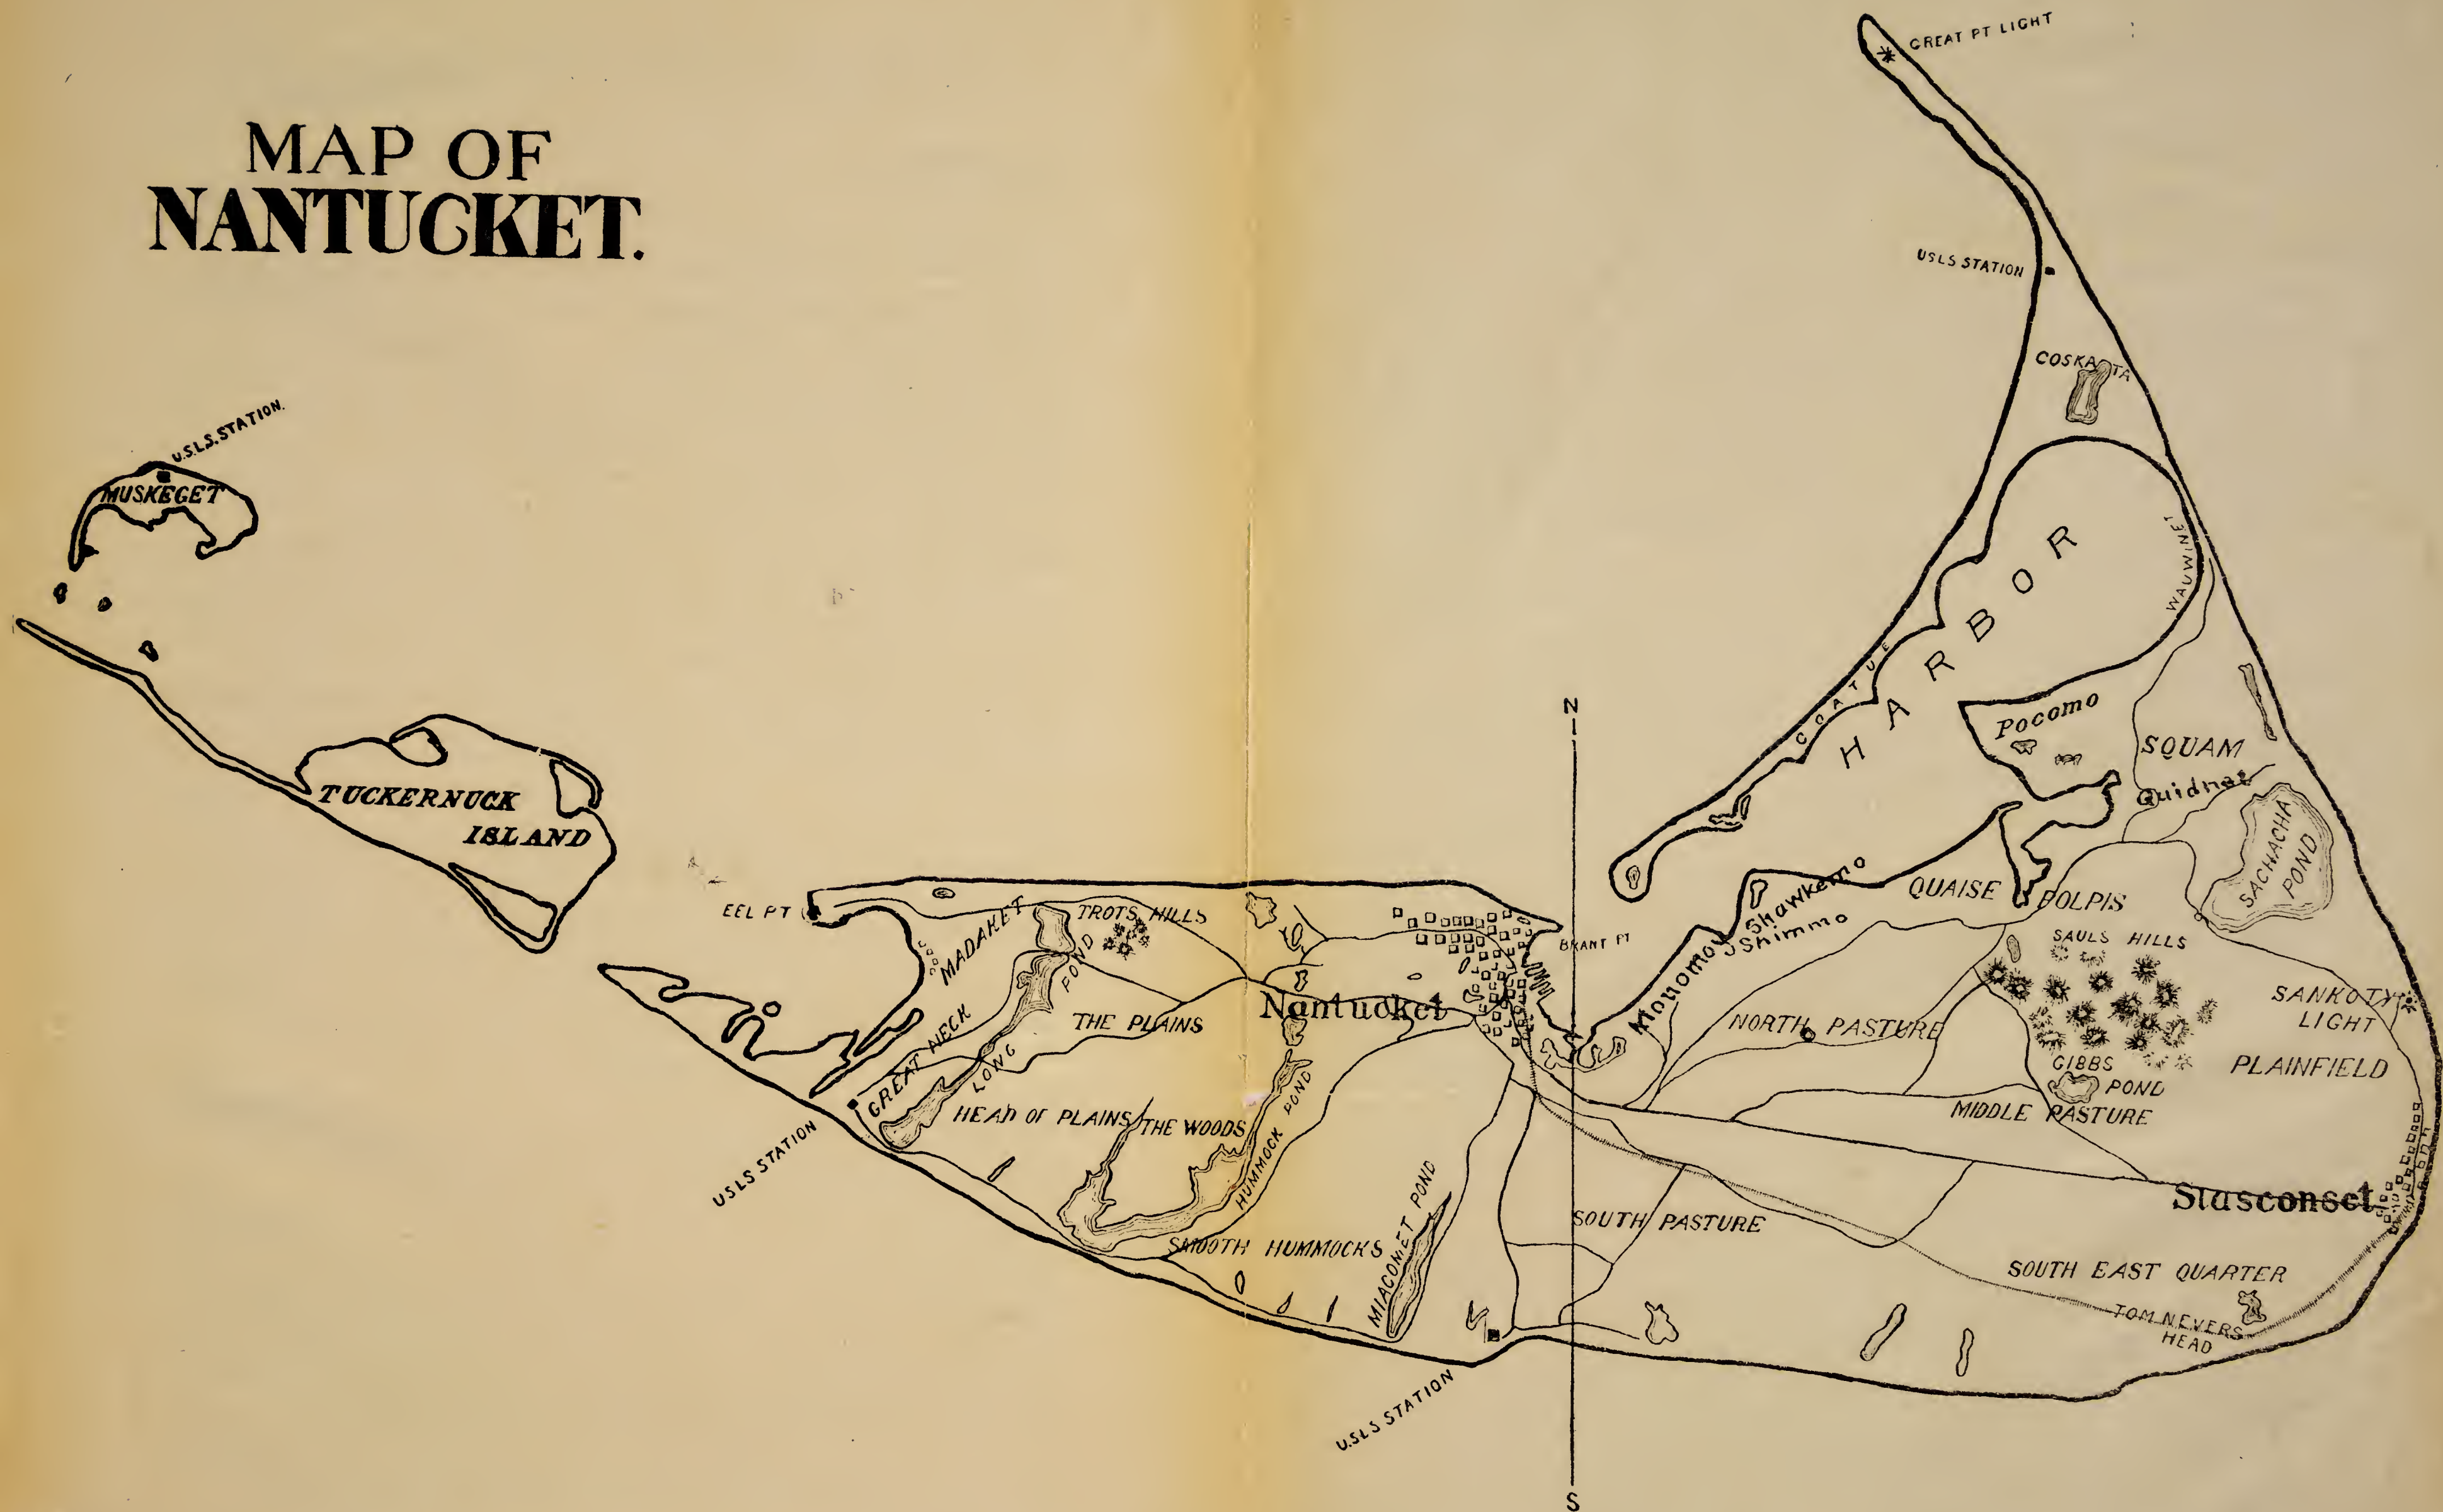 MAP OF
NANTUCKET.
GREAT PT LIGHT
USLS STATION
COSKATA
U.S.L.S. STATION.
MUSKEGET
WAUWINET
HARBOR
COATUE
Pocomo
SQUAM
Quidnet
SACHACHA
POND
TUCKERNUCK
ISLAND
N
EEL PT
MADAKET
TROTS HILLS
BRANT PT
Monomoy
Shawkemo
Shimmo
QUAISE
POLPIS
SAULS HILLS
SANKOTY
LIGHT
Nantucket
THE PLAINS
NORTH PASTURE
GIBBS
POND
PLAINFIELD
MIDDLE PASTURE
GREAT NECK
LONG
POND
HEAD OF PLAINS
THE WOODS
HUMMOCK
POND
USLS STATION
Siasconset
SMOOTH HUMMOCKS
MIACOMET POND
SOUTH PASTURE
SOUTH EAST QUARTER
TOM NEVERS
HEAD
U.S.L.S STATION
S